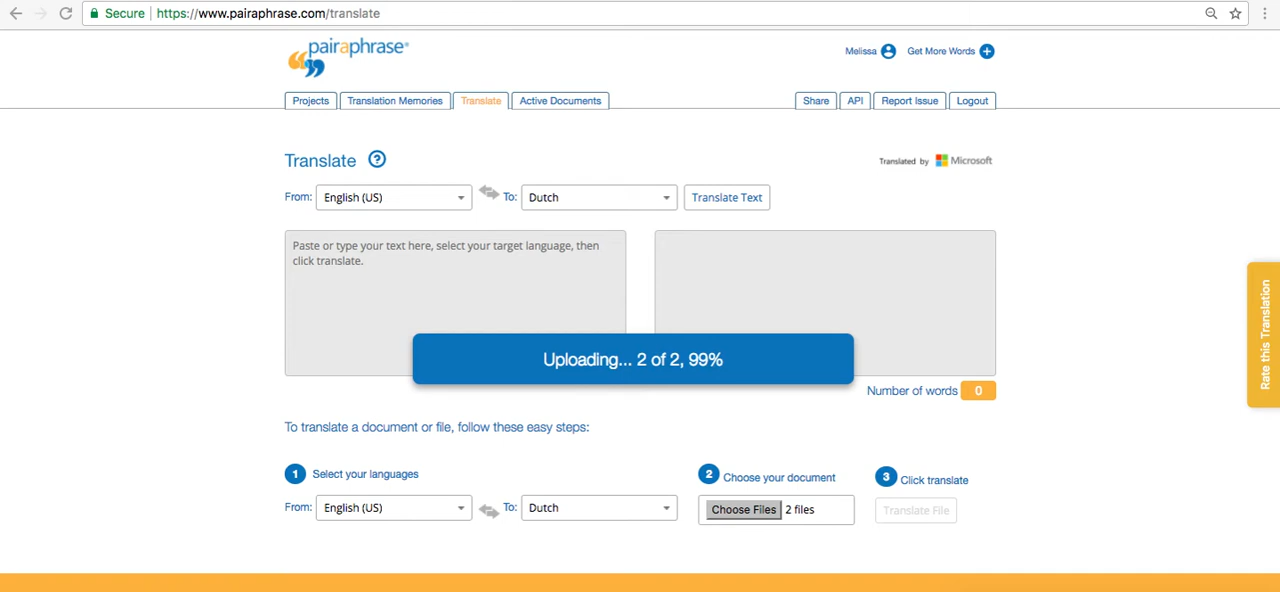 Secure https://www.pairaphrase.com/translate
pairaphrase®
Melissa Get More Words
Projects Translation Memories Translate Active Documents Share API Report Issue Logout
Translate ?
Translated by Microsoft
From: English (US) To: Dutch Translate Text
Paste or type your text here, select your target language, then
click translate.
Uploading... 2 of 2, 99%
Rate this Translation
Number of words 0
To translate a document or file, follow these easy steps:
1 Select your languages 2 Choose your document 3 Click translate
From: English (US) To: Dutch Choose Files 2 files Translate File